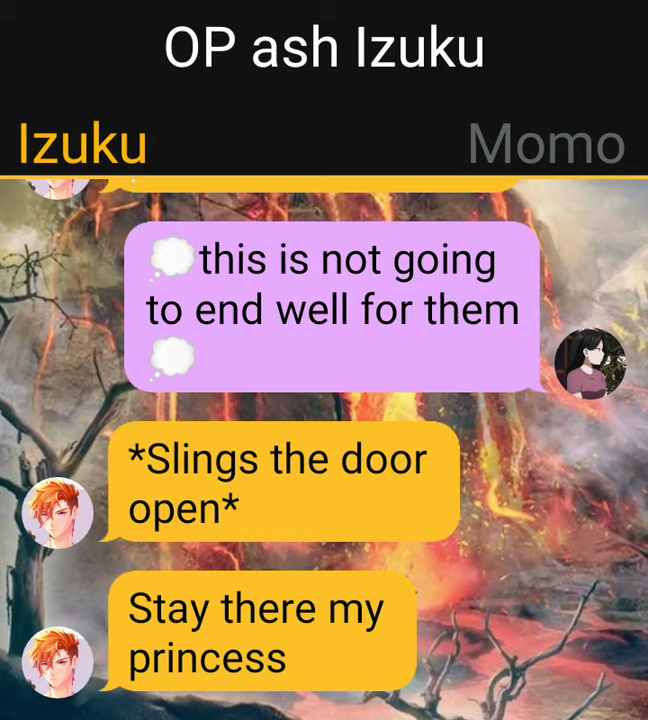 OP ash Izuku
Izuku Momo
💭this is not going
to end well for them
💭
*Slings the door
open*
Stay there my
princess